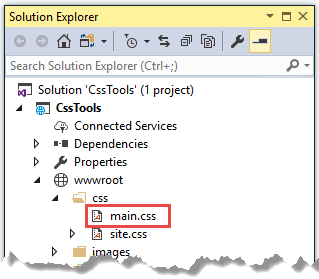 Solution Explorer
Search Solution Explorer (Ctrl+;)
Solution 'CssTools' (1 project)
CssTools
Connected Services
Dependencies
Properties
wwwroot
css
main.css
site.css
images